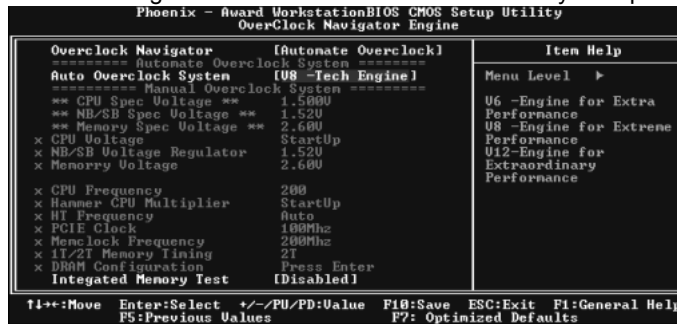 Phoenix - Award WorkstationBIOS CMOS Setup Utility
OverClock Navigator Engine
Overclock Navigator [Automate Overclock]
========= Automate Overclock System ========
Auto Overclock System [V8 -Tech Engine]
========== Manual Overclock System =========
** CPU Spec Voltage ** 1.500V
** NB/SB Spec Voltage ** 1.52V
** Memory Spec Voltage ** 2.60V
x CPU Voltage StartUp
x NB/SB Voltage Regulator 1.52V
x Memorry Voltage 2.60V
x CPU Frequency 200
x Hammer CPU Multiplier StartUp
x HT Frequency Auto
x PCIE Clock 100Mhz
x Memclock Frequency 200Mhz
x 1T/2T Memory Timing 2T
x DRAM Configuration Press Enter
Integated Memory Test [Disabled]
Item Help
Menu Level ▶
V6 -Engine for Extra
Performance
V8 -Engine for Extreme
Performance
V12-Engine for
Extraordinary
Performance
↑↓→←:Move Enter:Select +/-/PU/PD:Value F10:Save ESC:Exit F1:General Help
F5:Previous Values F7: Optimized Defaults